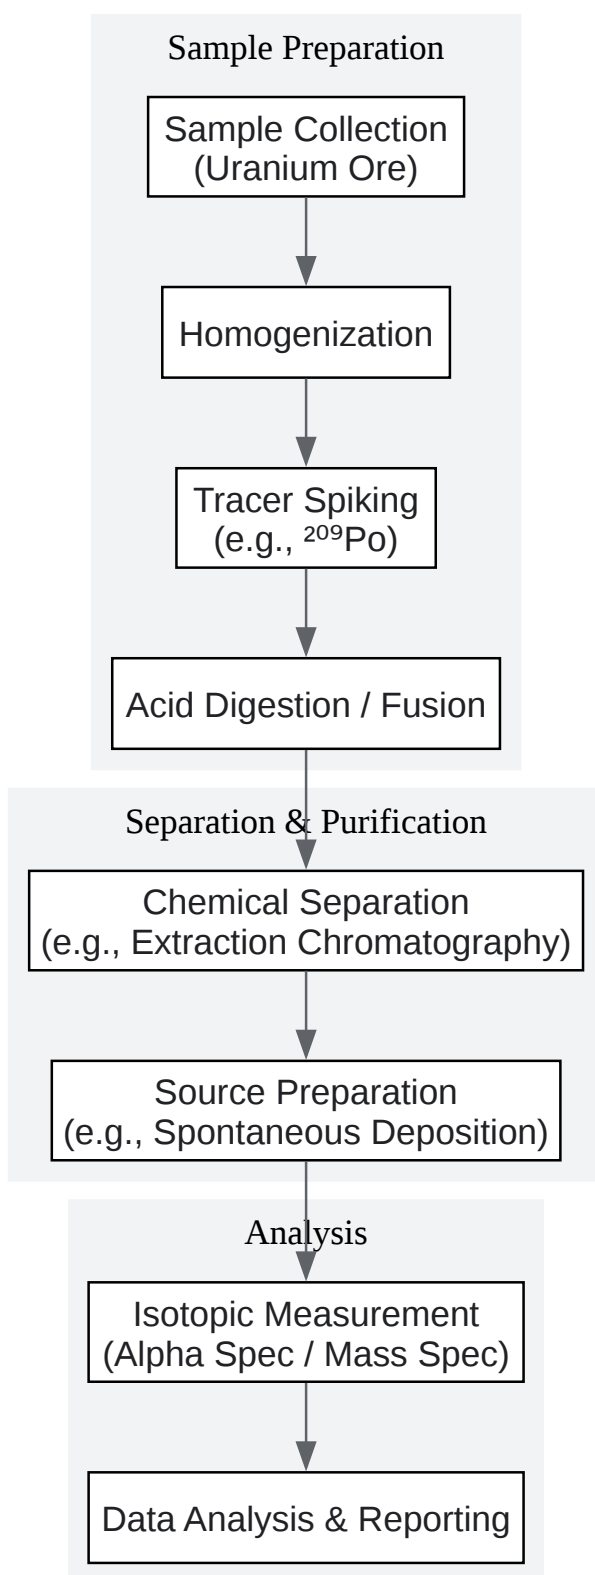 Sample Preparation
Sample Collection
(Uranium Ore)
Homogenization
Tracer Spiking
(e.g., ²⁰⁹Po)
Acid Digestion / Fusion
Separation & Purification
Chemical Separation
(e.g., Extraction Chromatography)
Source Preparation
(e.g., Spontaneous Deposition)
Analysis
Isotopic Measurement
(Alpha Spec / Mass Spec)
Data Analysis & Reporting